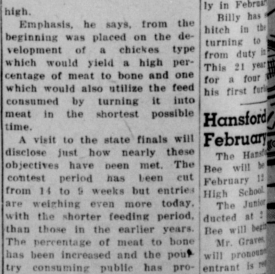 high.
Emphasis, he says, from the
beginning was placed on the de-
velopment of a chickes type
which would yield a high per-
centage of meat to bone and one
which would also utilize the feed
consumed by turning it into
meat in the shortest possible
time.
A visit to the state finals will
disclose just how nearly these
objectives have been met. The
contest period has been cut
from 14 to 9 weeks but entries
are weighing even more today,
with the shorter feeding period,
than those in the earlier years.
The percentage of meat to bone
has been increased and the poul
try consuming public has pro-
ly in Februar
Billy has
hitch in th
turning to
from duty in
This 21 year
for a four
his first furl
Hansford
February
The Hansf
Bee will be
February 12
High School.
The Junior
ducted at 2
Bee will begi
Mr. Graves,
will pronoun
entrant is req